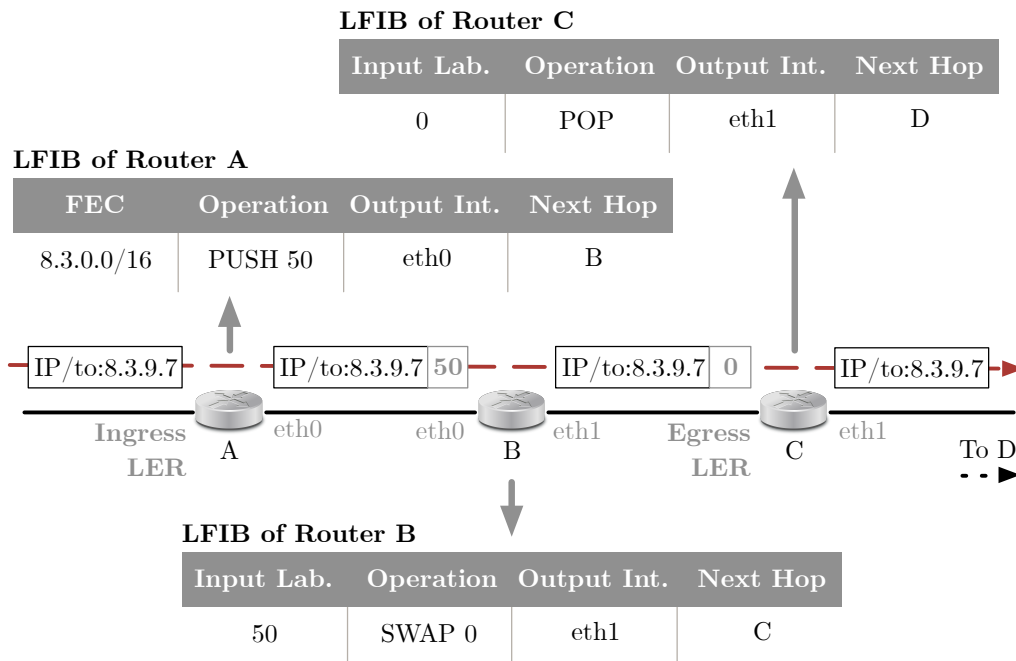 LFIB of Router C
Input Lab. Operation Output Int. Next Hop
0 POP eth1 D
LFIB of Router A
FEC Operation Output Int. Next Hop
8.3.0.0/16 PUSH 50 eth0 B
IP/to:8.3.9.7 IP/to:8.3.9.7 50 IP/to:8.3.9.7 0 IP/to:8.3.9.7
Ingress eth0 eth0 eth1 Egress eth1
LER A B LER C To D
LFIB of Router B
Input Lab. Operation Output Int. Next Hop
50 SWAP 0 eth1 C